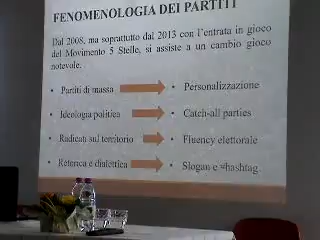 FENOMENOLOGIA DEI PARTITI
Dal 2008, ma soprattutto dal 2013 con l'entrata in gioco
del Movimento 5 Stelle, si assiste a un cambio gioco
notevole.
• Partiti di massa • Personalizzazione
• Ideologia politica • Catch-all parties
• Radicati sul territorio • Fluency elettorale
• Retorica e dialettica • Slogan e #hashtag